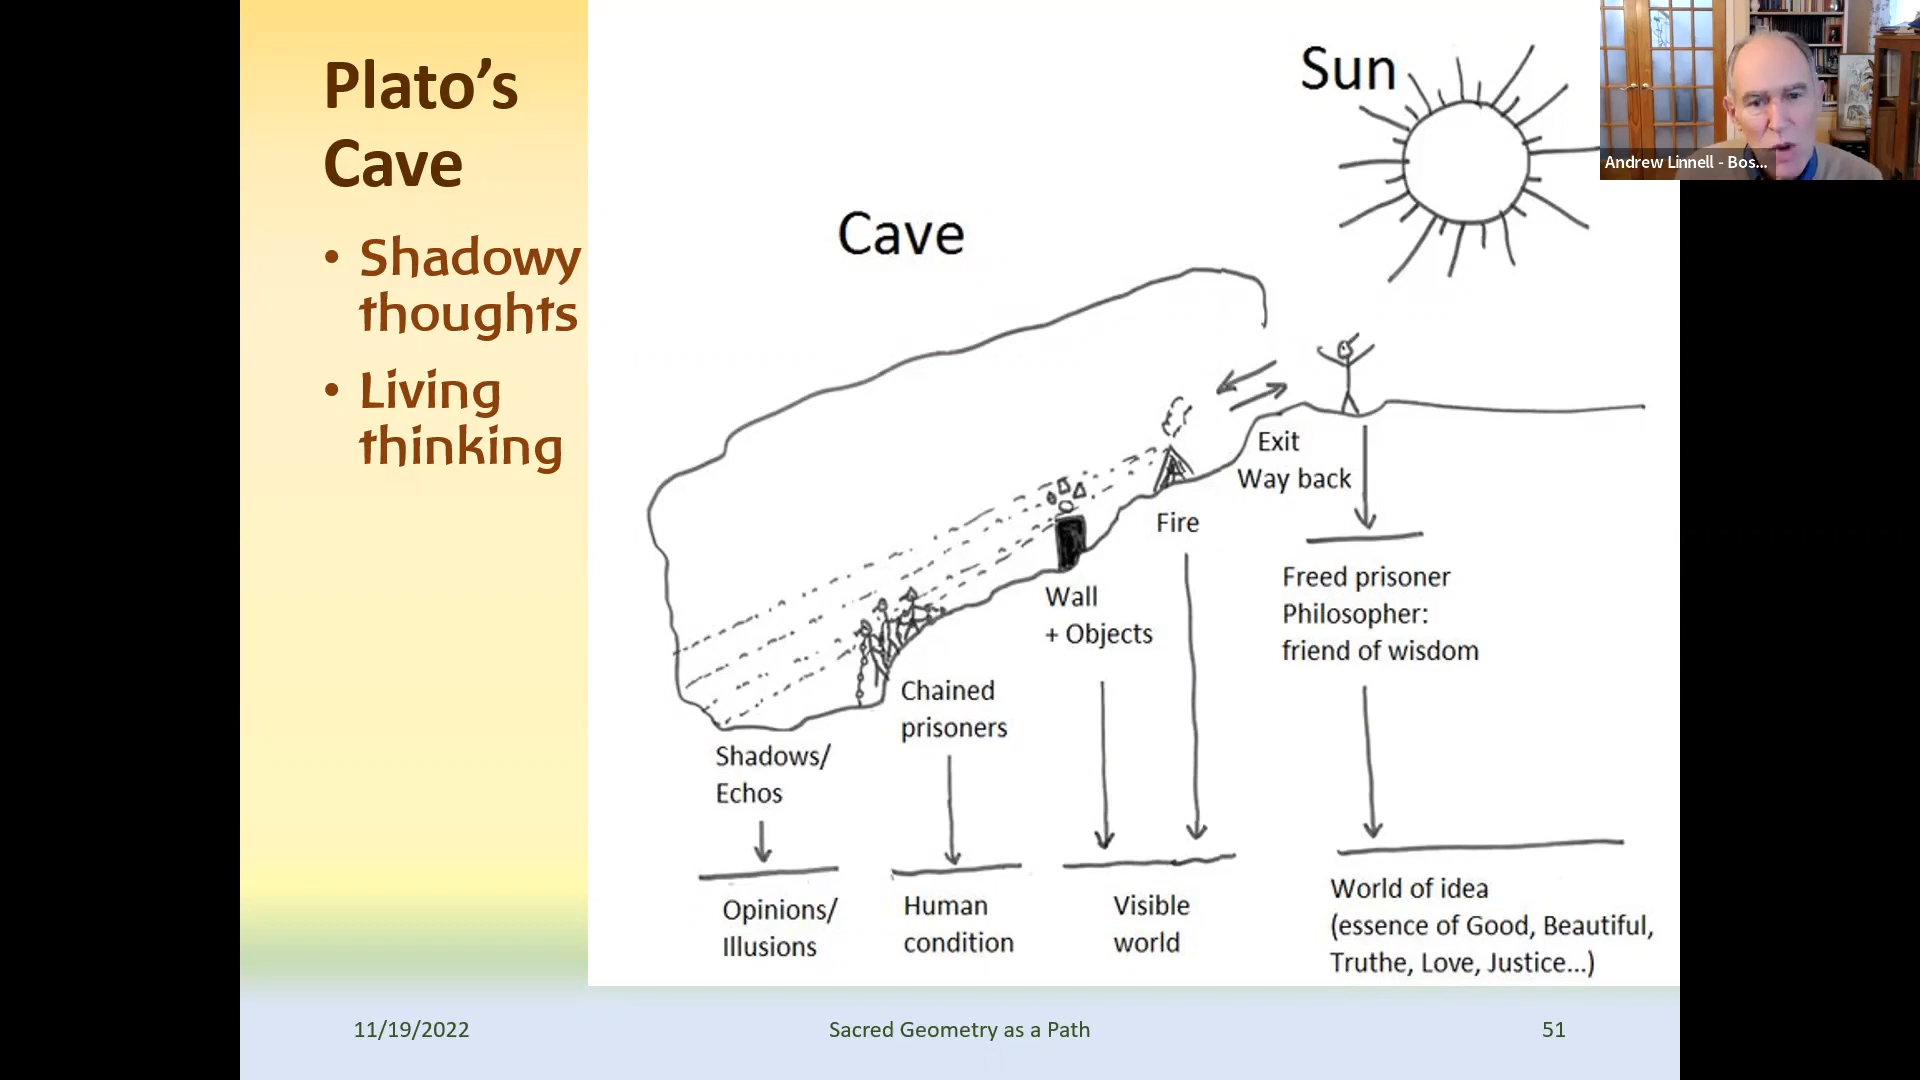 Plato’s
Cave
• Shadowy
thoughts
• Living
thinking
Sun
Andrew Linnell - Bos...
Cave
Exit
Way back
Fire
Wall
+ Objects
Freed prisoner
Philosopher:
friend of wisdom
Chained
prisoners
Shadows/
Echos
Opinions/
Illusions
Human
condition
Visible
world
World of idea
(essence of Good, Beautiful,
Truthe, Love, Justice...)
11/19/2022
Sacred Geometry as a Path
51